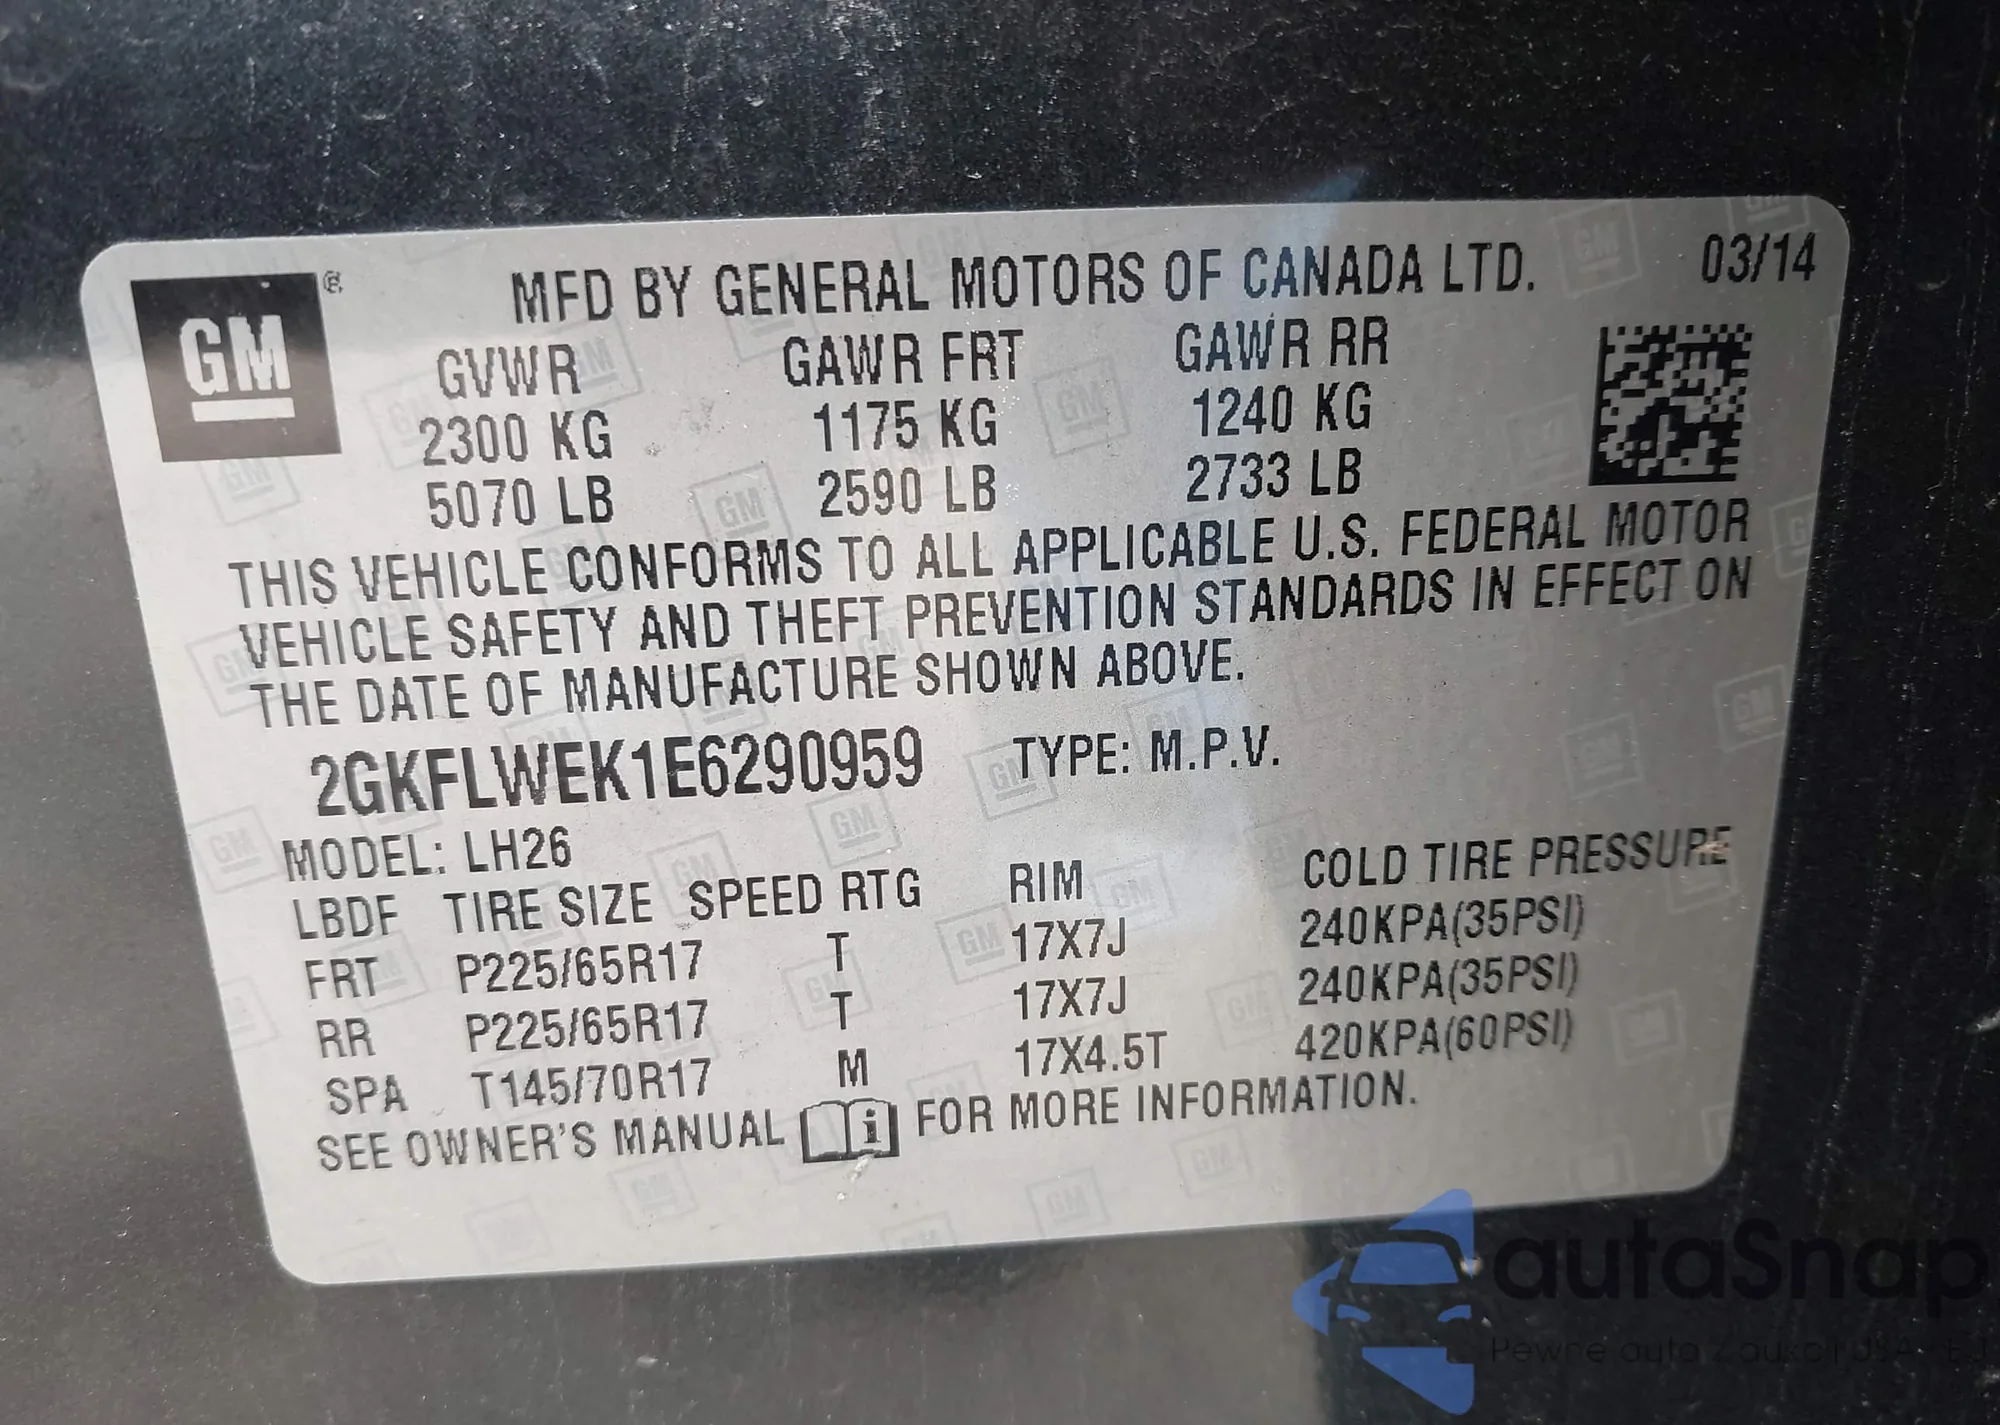 GM®
MFD BY GENERAL MOTORS OF CANADA LTD. 03/14
GVWR GAWR FRT GAWR RR
2300 KG 1175 KG 1240 KG
5070 LB 2590 LB 2733 LB
THIS VEHICLE CONFORMS TO ALL APPLICABLE U.S. FEDERAL MOTOR
VEHICLE SAFETY AND THEFT PREVENTION STANDARDS IN EFFECT ON
THE DATE OF MANUFACTURE SHOWN ABOVE.
2GKFLWEK1E6290959 TYPE: M.P.V.
MODEL: LH26
LBDF TIRE SIZE SPEED RTG RIM COLD TIRE PRESSURE
FRT P225/65R17 T 17X7J 240KPA(35PSI)
RR P225/65R17 T 17X7J 240KPA(35PSI)
SPA T145/70R17 M 17X4.5T 420KPA(60PSI)
SEE OWNER'S MANUAL i FOR MORE INFORMATION.
autaSnap
Pewne auta z